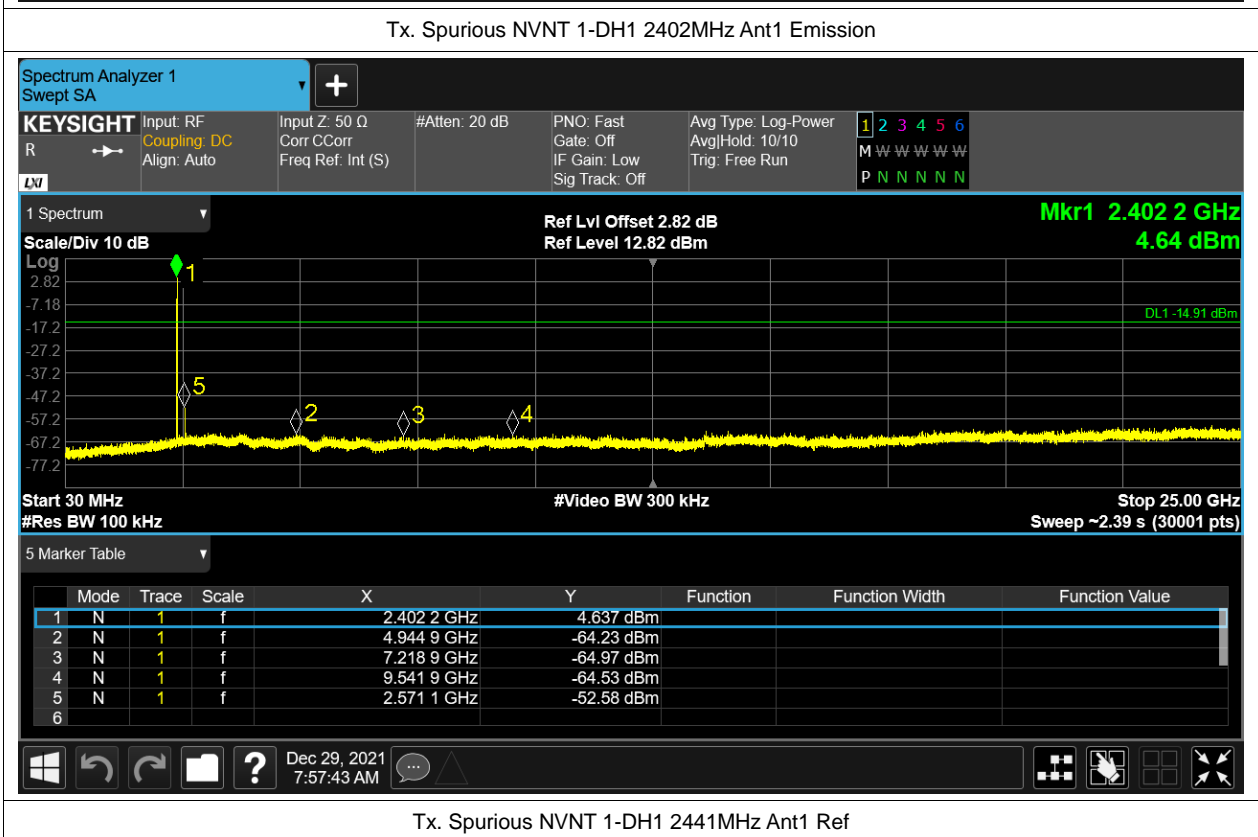 Tx. Spurious NVNT 1-DH1 2402MHz Ant1 Emission
Spectrum Analyzer 1
Swept SA
+
KEYSIGHT
R
LXI
Input: RF
Coupling: DC
Align: Auto
Input Z: 50 Ω
Corr CCorr
Freq Ref: Int (S)
#Atten: 20 dB
PNO: Fast
Gate: Off
IF Gain: Low
Sig Track: Off
Avg Type: Log-Power
Avg|Hold: 10/10
Trig: Free Run
1 2 3 4 5 6
M W W W W W
P N N N N N
1 Spectrum
Scale/Div 10 dB
Ref Lvl Offset 2.82 dB
Ref Level 12.82 dBm
Mkr1 2.402 2 GHz
4.64 dBm
Log
2.82
-7.18
-17.2
-27.2
-37.2
-47.2
-57.2
-67.2
-77.2
1
5
2
3
4
DL1 -14.91 dBm
Start 30 MHz
#Res BW 100 kHz
#Video BW 300 kHz
Stop 25.00 GHz
Sweep ~2.39 s (30001 pts)
5 Marker Table
Mode Trace Scale X Y Function Function Width Function Value
1 N 1 f 2.402 2 GHz 4.637 dBm
2 N 1 f 4.944 9 GHz -64.23 dBm
3 N 1 f 7.218 9 GHz -64.97 dBm
4 N 1 f 9.541 9 GHz -64.53 dBm
5 N 1 f 2.571 1 GHz -52.58 dBm
6
?
Dec 29, 2021
7:57:43 AM
Tx. Spurious NVNT 1-DH1 2441MHz Ant1 Ref